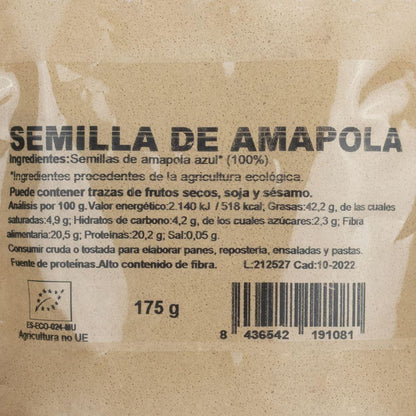 SEMILLA DE AMAPOLA
Ingredientes:Semillas de amapola azul* (100%)
*Ingredientes procedentes de la agricultura ecológica.
Puede contener trazas de frutos secos, soja y sésamo.
Análisis por 100 g. Valor energético:2.140 kJ / 518 kcal; Grasas:42,2 g, de las cuales
saturadas:4,9 g; Hidratos de carbono:4,2 g, de los cuales azúcares:2,3 g; Fibra
alimentaria:20,5 g; Proteínas:20,2 g; Sal:0,05 g.
Consumir cruda o tostada para elaborar panes, repostería, ensaladas y pastas.
Fuente de proteínas.Alto contenido de fibra. L:212527 Cad:10-2022
ES-ECO-024-MU
Agricultura no UE
175 g
8 436542 191081